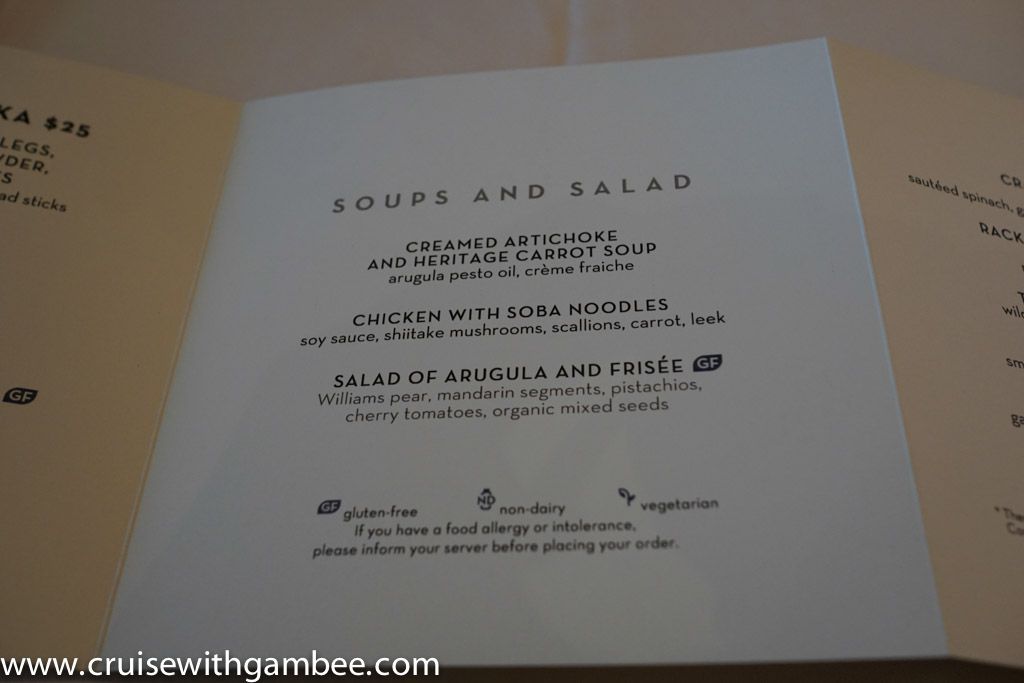 KA $25
LEGS,
ad sticks
GF
SOUPS AND SALAD
CREAMED ARTICHOKE
AND HERITAGE CARROT SOUP
arugula pesto oil, crème fraiche
CHICKEN WITH SOBA NOODLES
soy sauce, shiitake mushrooms, scallions, carrot, leek
SALAD OF ARUGULA AND FRISÉE GF
Williams pear, mandarin segments, pistachios,
cherry tomatoes, organic mixed seeds
GF gluten-free ND non-dairy vegetarian
If you have a food allergy or intolerance,
please inform your server before placing your order.
sautéed spinach,
RACK
www.cruisewithgambee.com